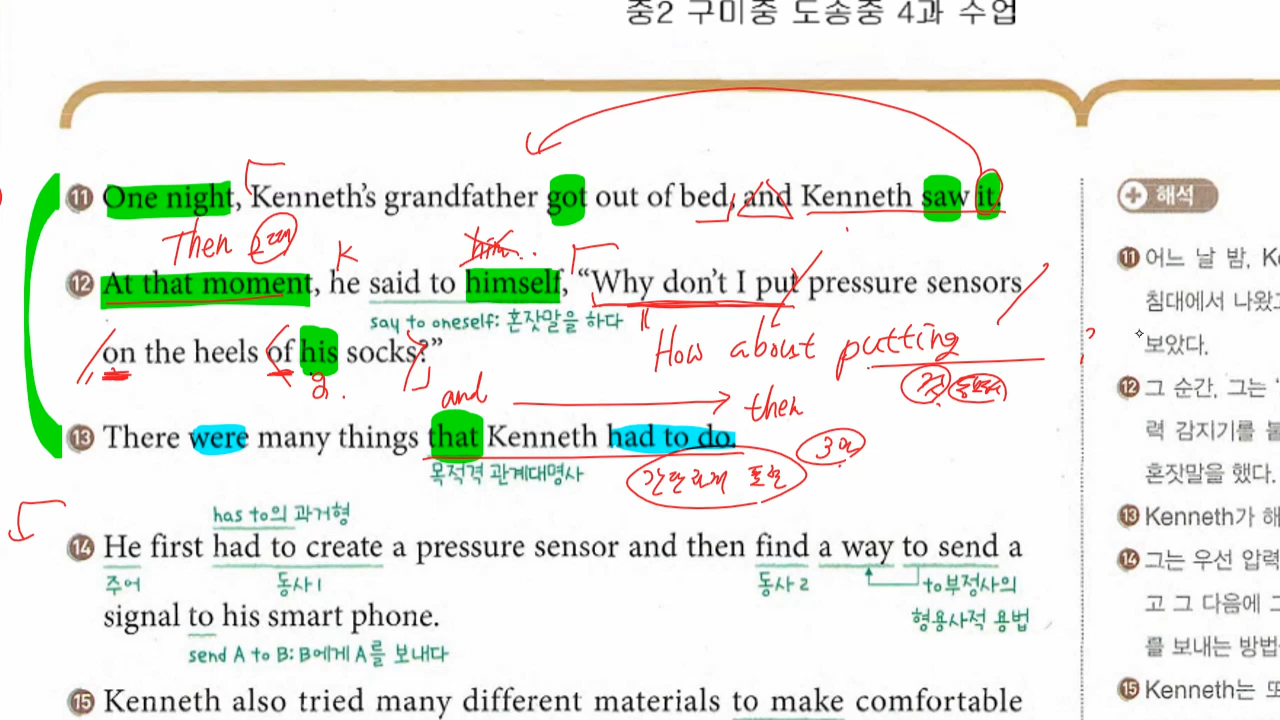 중2 구미중 도송중 4과 수업
⑪ One night, Kenneth's grandfather got out of bed, and Kenneth saw it.
Then
K
him..
⑫ At that moment, he said to himself, “Why don't I put pressure sensors
say to oneself: 혼잣말을 하다
How about putting
?
on the heels of his socks?”
and
then
⑬ There were many things that Kenneth had to do.
목적격 관계대명사
간단하게 표현
has to의 과거형
⑭ He first had to create a pressure sensor and then find a way to send a
주어
동사1
동사2
to부정사의
형용사적 용법
signal to his smart phone.
send A to B: B에게 A를 보내다
⑮ Kenneth also tried many different materials to make comfortable
해석
⑪ 어느 날 밤, Ke
침대에서 나왔고
보았다.
⑫ 그 순간, 그는 ‘
력 감지기를 붙
혼잣말을 했다.
⑬ Kenneth가 해
⑭ 그는 우선 압력
고 그 다음에 그
를 보내는 방법
⑮ Kenneth는 또